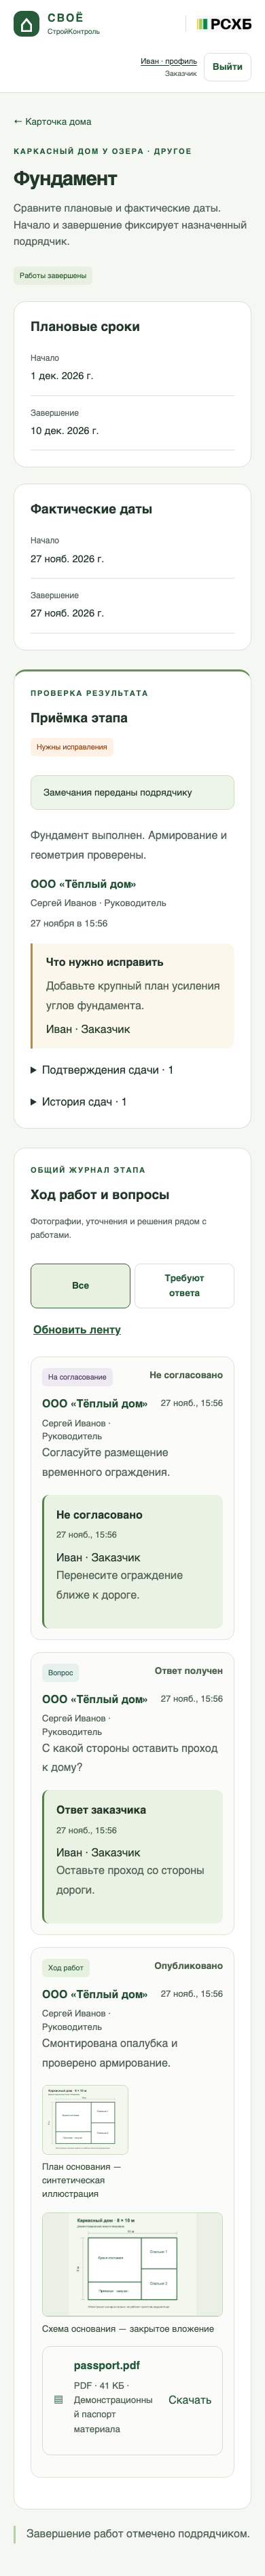 СВОЁ
СтройКонтроль
РСХБ
Иван · профиль
Заказчик
Выйти
← Карточка дома
КАРКАСНЫЙ ДОМ У ОЗЕРА · ДРУГОЕ
Фундамент
Сравните плановые и фактические даты.
Начало и завершение фиксирует назначенный
подрядчик.
Работы завершены
Плановые сроки
Начало
1 дек. 2026 г.
Завершение
10 дек. 2026 г.
Фактические даты
Начало
27 нояб. 2026 г.
Завершение
27 нояб. 2026 г.
ПРОВЕРКА РЕЗУЛЬТАТА
Приёмка этапа
Нужны исправления
Замечания переданы подрядчику
Фундамент выполнен. Армирование и
геометрия проверены.
ООО «Тёплый дом»
Сергей Иванов · Руководитель
27 ноября в 15:56
Что нужно исправить
Добавьте крупный план усиления
углов фундамента.
Иван · Заказчик
▶ Подтверждения сдачи · 1
▶ История сдач · 1
ОБЩИЙ ЖУРНАЛ ЭТАПА
Ход работ и вопросы
Фотографии, уточнения и решения рядом с
работами.
Все
Требуют
ответа
Обновить ленту
На согласование
Не согласовано
ООО «Тёплый дом»
27 нояб., 15:56
Сергей Иванов ·
Руководитель
Согласуйте размещение
временного ограждения.
Не согласовано
27 нояб., 15:56
Иван · Заказчик
Перенесите ограждение
ближе к дороге.
Вопрос
Ответ получен
ООО «Тёплый дом»
27 нояб., 15:56
Сергей Иванов ·
Руководитель
С какой стороны оставить проход
к дому?
Ответ заказчика
27 нояб., 15:56
Иван · Заказчик
Оставьте проход со стороны
дороги.
Ход работ
Опубликовано
ООО «Тёплый дом»
27 нояб., 15:56
Сергей Иванов ·
Руководитель
Смонтирована опалубка и
проверено армирование.
План основания —
синтетическая
иллюстрация
Каркасный дом · 8 × 10 м
Схема основания — закрытое вложение
passport.pdf
PDF · 41 КБ ·
Демонстрационны
й паспорт
материала
Скачать
Завершение работ отмечено подрядчиком.